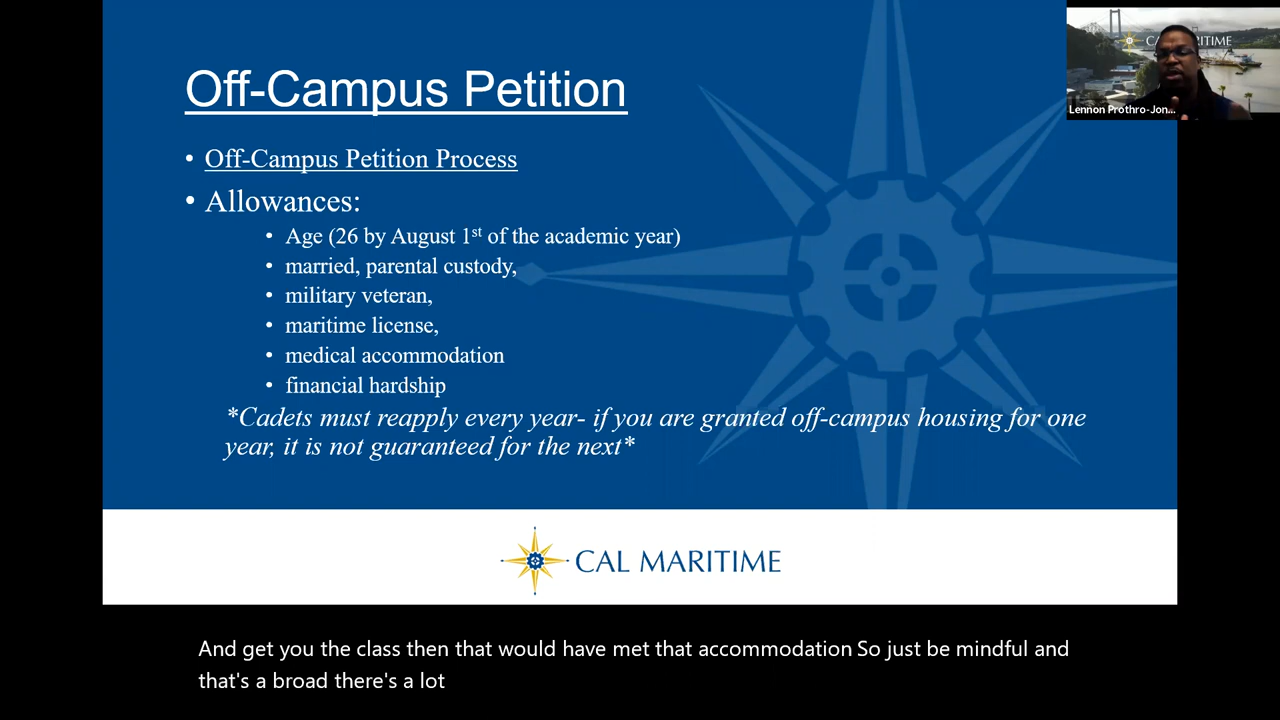 Off-Campus Petition
• Off-Campus Petition Process
• Allowances:
• Age (26 by August 1st of the academic year)
• married, parental custody,
• military veteran,
• maritime license,
• medical accommodation
• financial hardship
*Cadets must reapply every year- if you are granted off-campus housing for one
year, it is not guaranteed for the next*
CAL MARITIME
CAL MARITIME
Lennon Prothro-Jon...
And get you the class then that would have met that accommodation So just be mindful and
that's a broad there's a lot